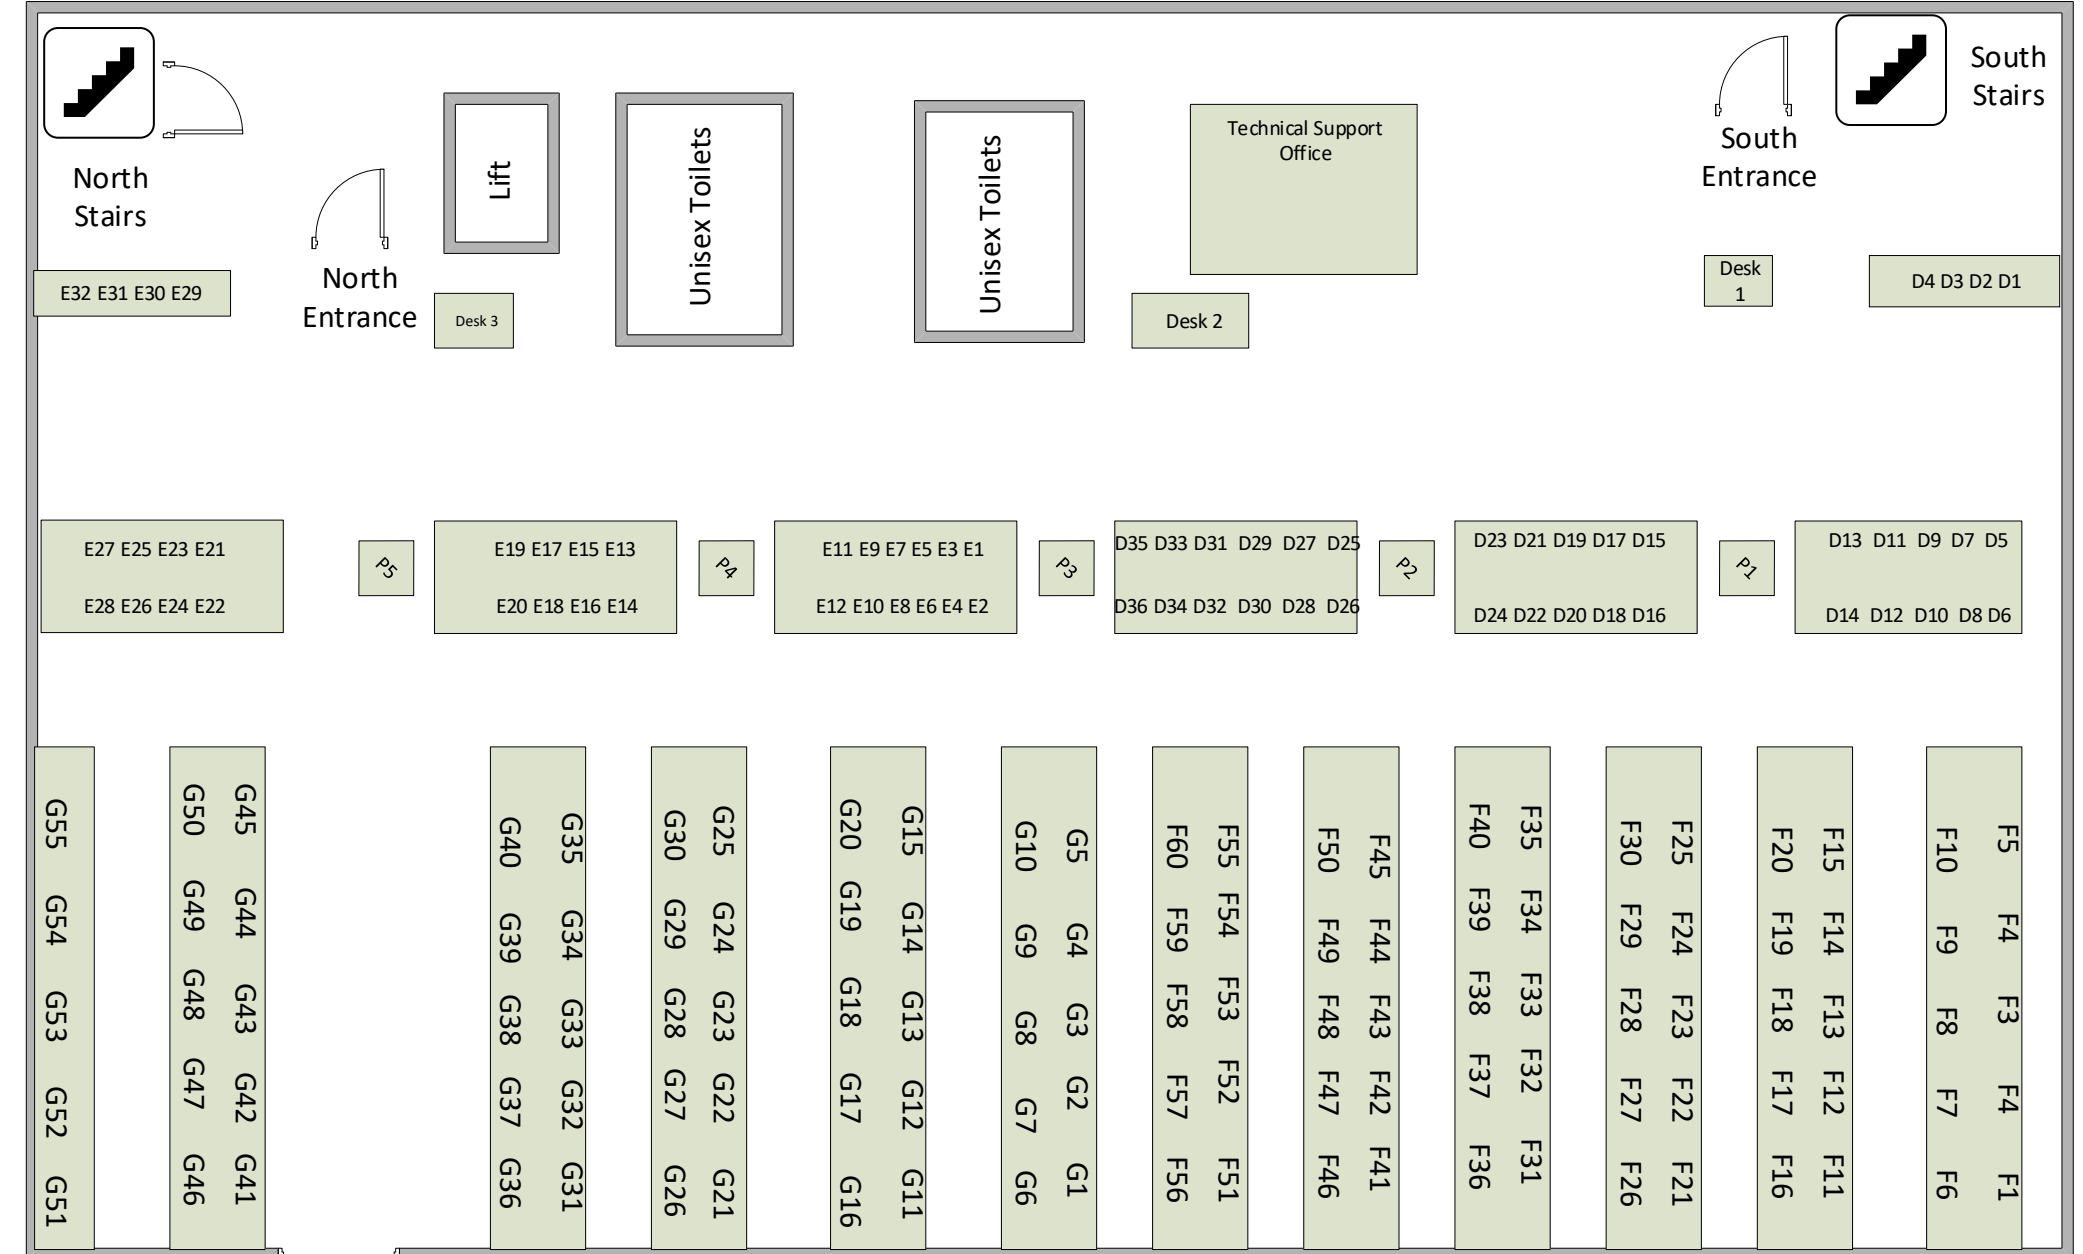 South
Stairs
Technical Support
Office
South
Entrance
Lift
Unisex Toilets
Unisex Toilets
North
Stairs
North
Entrance
Desk
1
E32 E31 E30 E29
D4 D3 D2 D1
Desk 3
Desk 2
E27 E25 E23 E21
E28 E26 E24 E22
P5
E19 E17 E15 E13
E20 E18 E16 E14
P4
E11 E9 E7 E5 E3 E1
E12 E10 E8 E6 E4 E2
P3
D35 D33 D31 D29 D27 D25
D36 D34 D32 D30 D28 D26
P2
D23 D21 D19 D17 D15
D24 D22 D20 D18 D16
P1
D13 D11 D9 D7 D5
D14 D12 D10 D8 D6
G55 G54 G53 G52 G51
G45 G44 G43 G42 G41
G50 G49 G48 G47 G46
G35 G34 G33 G32 G31
G40 G39 G38 G37 G36
G25 G24 G23 G22 G21
G30 G29 G28 G27 G26
G15 G14 G13 G12 G11
G20 G19 G18 G17 G16
G5 G4 G3 G2 G1
G10 G9 G8 G7 G6
F55 F54 F53 F52 F51
F60 F59 F58 F57 F56
F45 F44 F43 F42 F41
F50 F49 F48 F47 F46
F35 F34 F33 F32 F31
F40 F39 F38 F37 F36
F25 F24 F23 F22 F21
F30 F29 F28 F27 F26
F15 F14 F13 F12 F11
F20 F19 F18 F17 F16
F5 F4 F3 F4 F1
F10 F9 F8 F7 F6